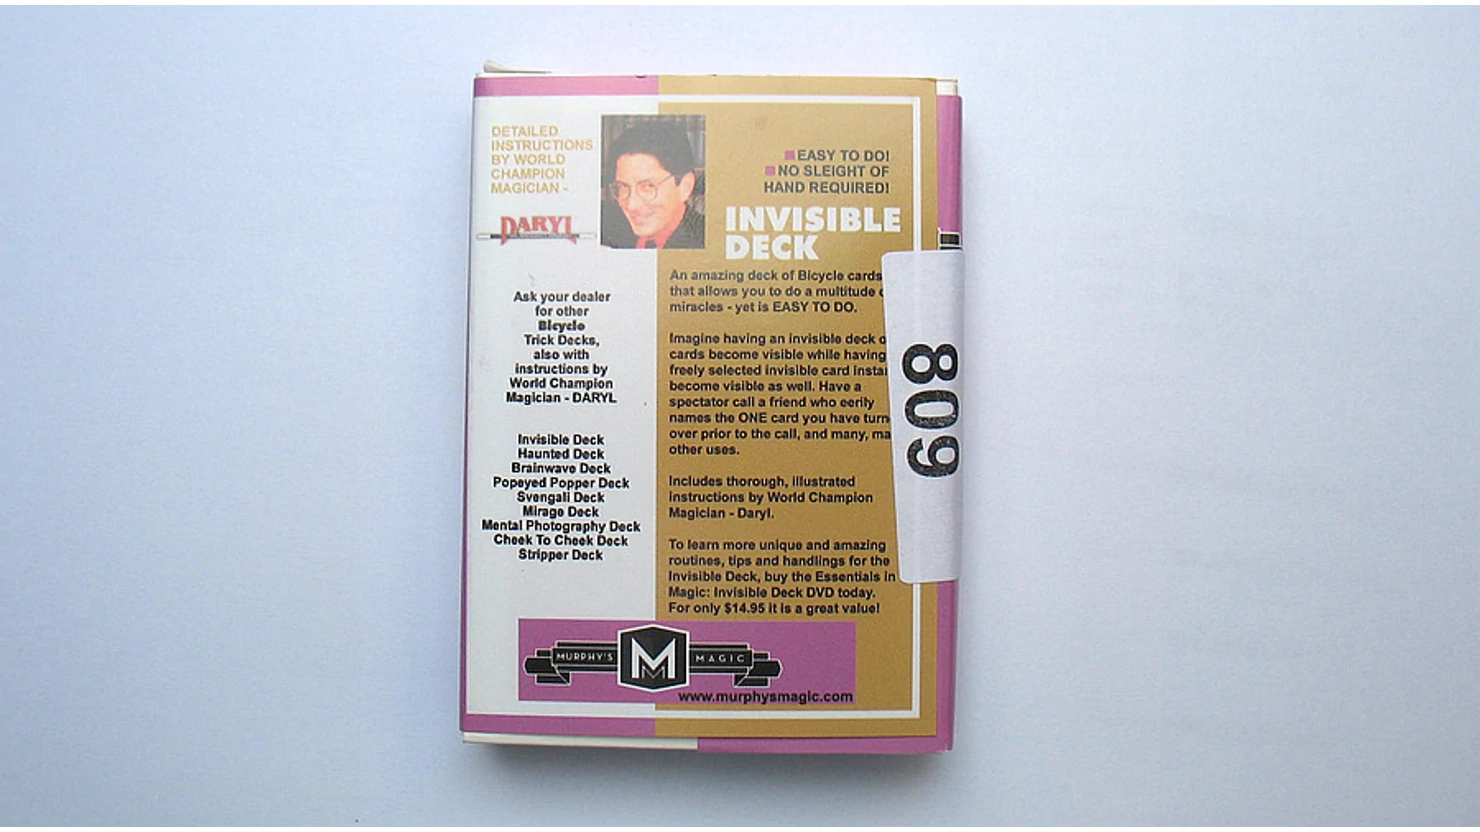 DETAILED
INSTRUCTIONS
BY WORLD
CHAMPION
MAGICIAN -
DARYL
Ask your dealer
for other
Bicycle
Trick Decks,
also with
instructions by
World Champion
Magician - DARYL
Invisible Deck
Haunted Deck
Brainwave Deck
Popeyed Popper Deck
Svengali Deck
Mirage Deck
Mental Photography Deck
Cheek To Cheek Deck
Stripper Deck
EASY TO DO!
NO SLEIGHT OF
HAND REQUIRED!
INVISIBLE
DECK
An amazing deck of Bicycle cards
that allows you to do a multitude
miracles - yet is EASY TO DO.
Imagine having an invisible deck
cards become visible while having
freely selected invisible card
become visible as well. Have a
spectator call a friend who eerily
names the ONE card you have
over prior to the call, and many,
other uses.
Includes thorough, illustrated
instructions by World Champion
Magician - Daryl.
To learn more unique and amazing
routines, tips and handlings for the
Invisible Deck, buy the Essentials in
Magic: Invisible Deck DVD today.
For only $14.95 it is a great value!
809
MURPHY'S M MAGIC
www.murphysmagic.com